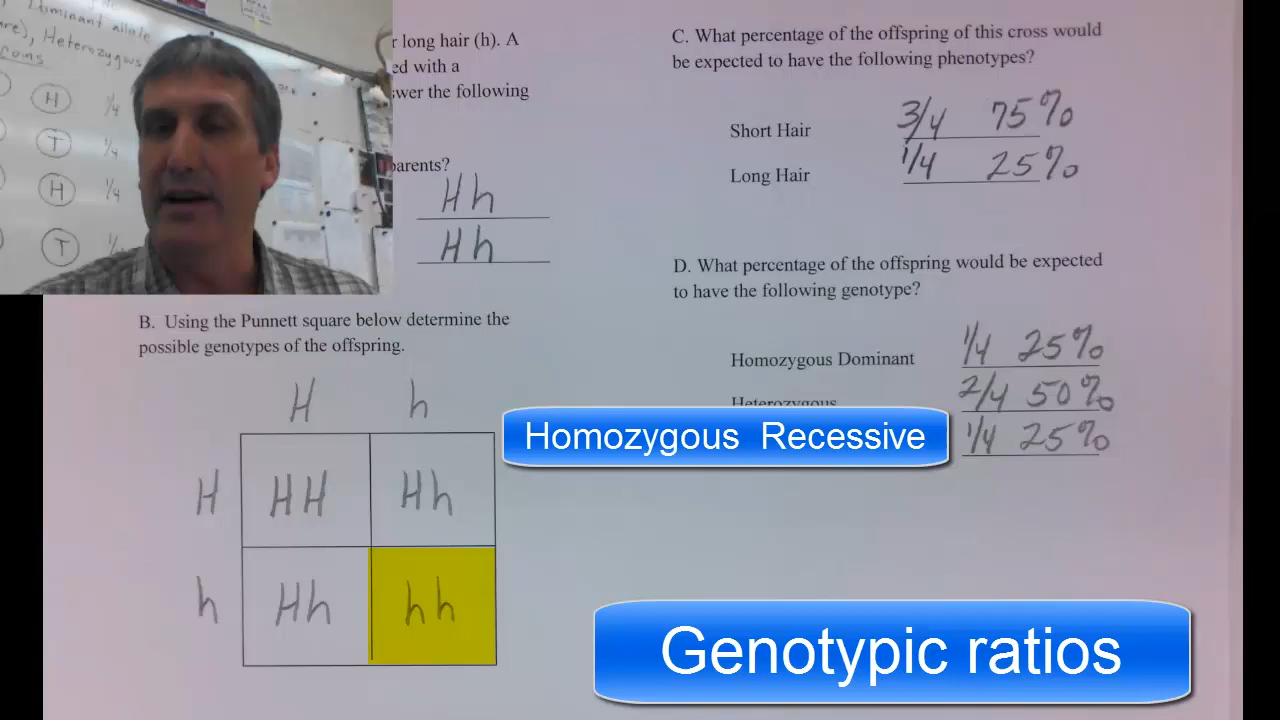 Dominant allele
Heterozygous
coins
H 1/4
T 1/4
H 1/4
T
r long hair (h). A
ed with a
swer the following
parents?
Hh
Hh
B. Using the Punnett square below determine the
possible genotypes of the offspring.
H h
H HH Hh
h Hh hh
C. What percentage of the offspring of this cross would
be expected to have the following phenotypes?
Short Hair 3/4 75%
Long Hair 1/4 25%
D. What percentage of the offspring would be expected
to have the following genotype?
Homozygous Dominant 1/4 25%
Heterozygous 2/4 50%
Homozygous Recessive 1/4 25%
Genotypic ratios